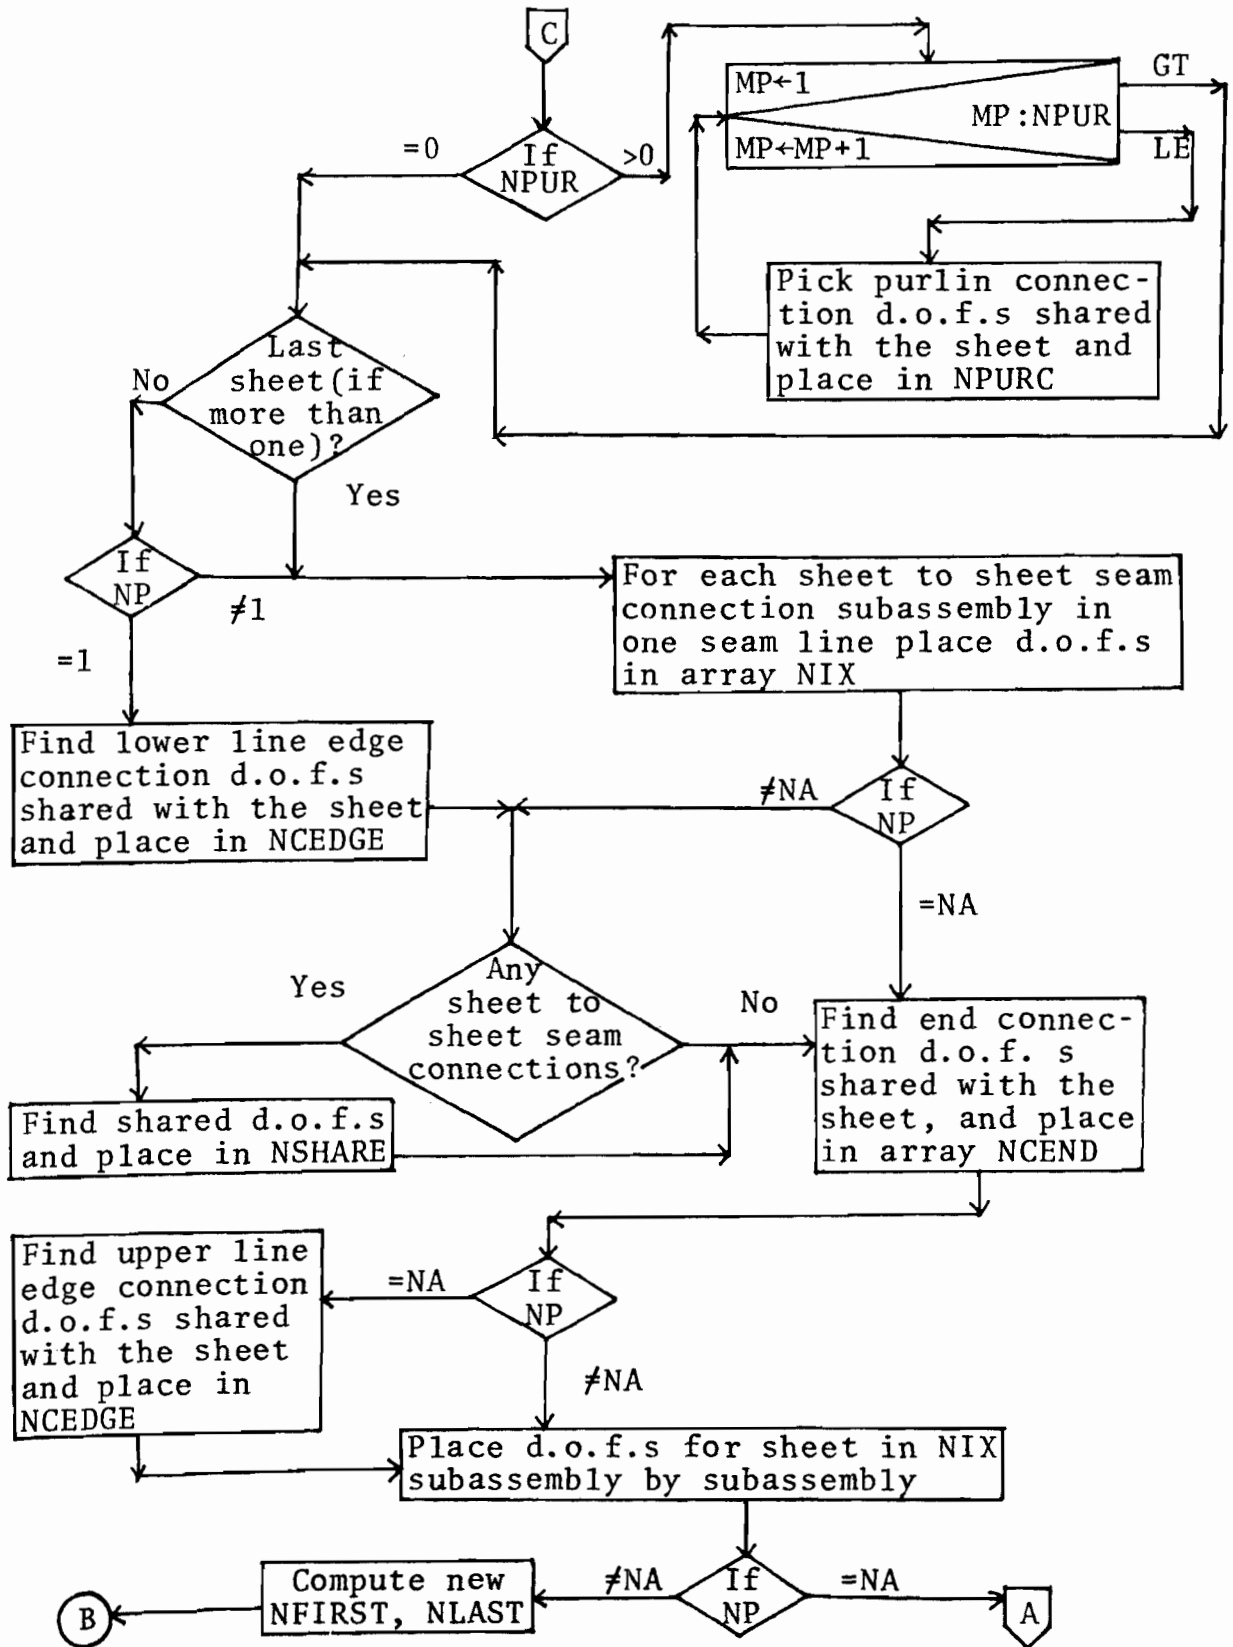 C
MP←1
GT
MP:NPUR
MP←MP+1
LE
=0
If
NPUR
>0
Pick purlin connec-
tion d.o.f.s shared
with the sheet and
place in NPURC
Last
sheet(if
more than
one)?
No
Yes
If
NP
≠1
=1
For each sheet to sheet seam
connection subassembly in
one seam line place d.o.f.s
in array NIX
Find lower line edge
connection d.o.f.s
shared with the sheet
and place in NCEDGE
≠NA
If
NP
=NA
Any
sheet to
sheet seam
connections?
Yes
No
Find end connec-
tion d.o.f. s
shared with the
sheet, and place
in array NCEND
Find shared d.o.f.s
and place in NSHARE
Find upper line
edge connection
d.o.f.s shared
with the sheet
and place in
NCEDGE
=NA
If
NP
≠NA
Place d.o.f.s for sheet in NIX
subassembly by subassembly
B
Compute new
NFIRST, NLAST
≠NA
If
NP
=NA
A